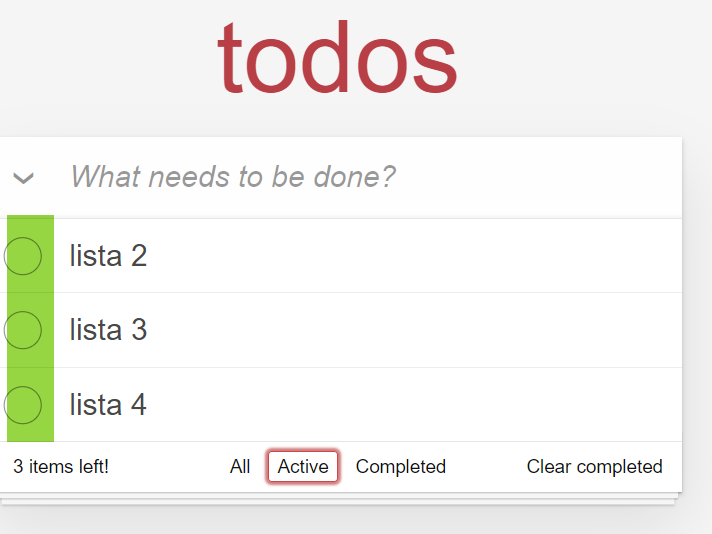 todos
What needs to be done?
lista 2
lista 3
lista 4
3 items left! All Active Completed Clear completed